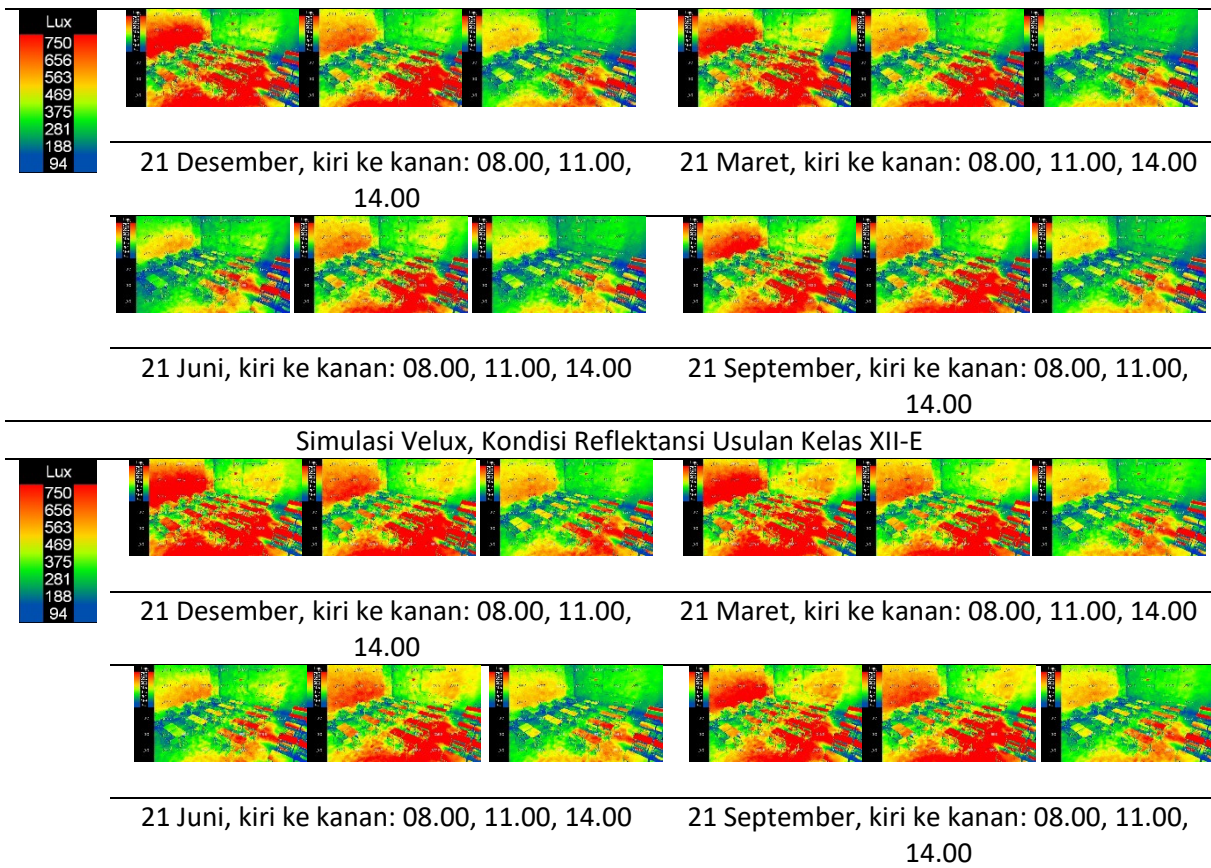 Lux
750
656
563
469
375
281
188
94
21 Desember, kiri ke kanan: 08.00, 11.00,
14.00
21 Maret, kiri ke kanan: 08.00, 11.00, 14.00
21 Juni, kiri ke kanan: 08.00, 11.00, 14.00
21 September, kiri ke kanan: 08.00, 11.00,
14.00
Simulasi Velux, Kondisi Reflektansi Usulan Kelas XII-E
Lux
750
656
563
469
375
281
188
94
21 Desember, kiri ke kanan: 08.00, 11.00,
14.00
21 Maret, kiri ke kanan: 08.00, 11.00, 14.00
21 Juni, kiri ke kanan: 08.00, 11.00, 14.00
21 September, kiri ke kanan: 08.00, 11.00,
14.00